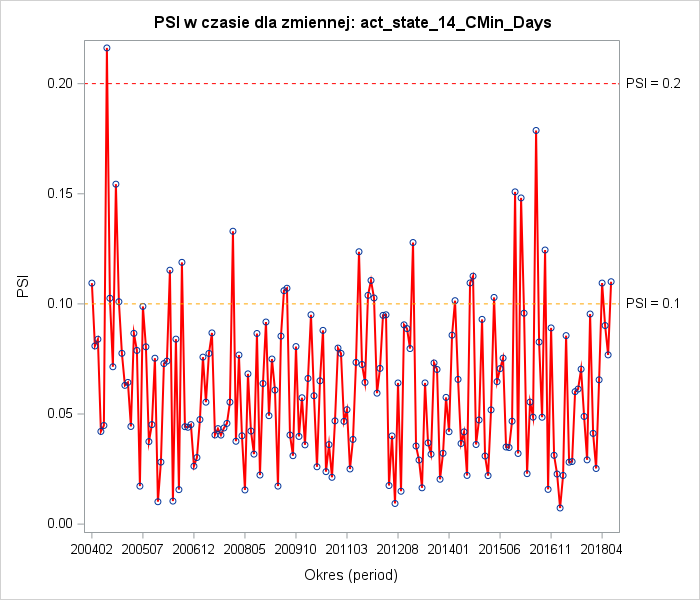 PSI w czasie dla zmiennej: act_state_14_CMin_Days
0.20
PSI = 0.2
0.15
PSI
0.10
PSI = 0.1
0.05
0.00
200402 200507 200612 200805 200910 201103 201208 201401 201506 201611 201804
Okres (period)